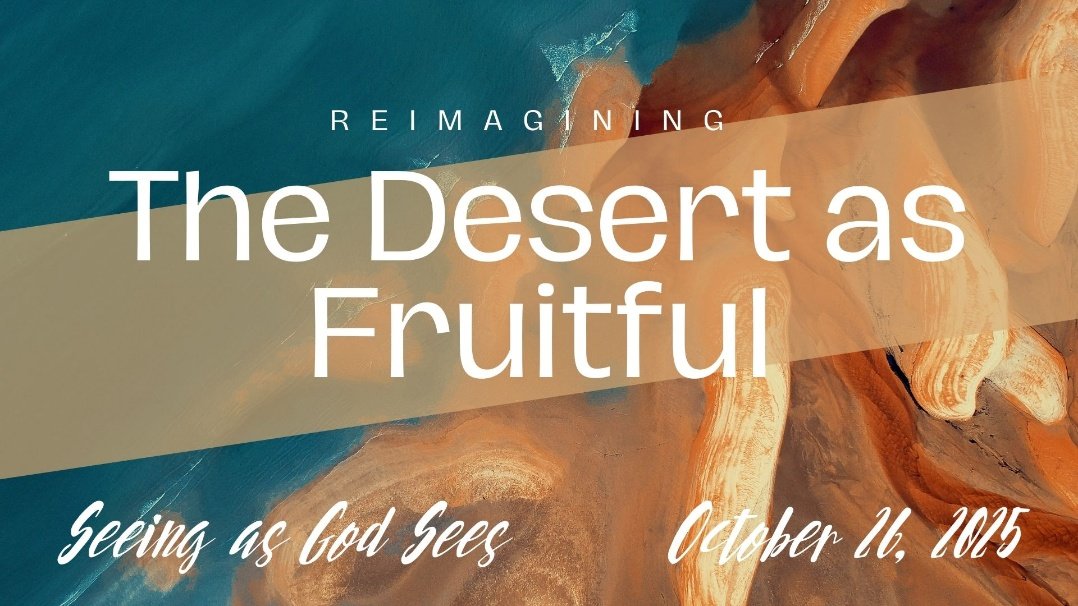 REIMAGINING
The Desert as
Fruitful
Seeing as God Sees
October 26, 2025